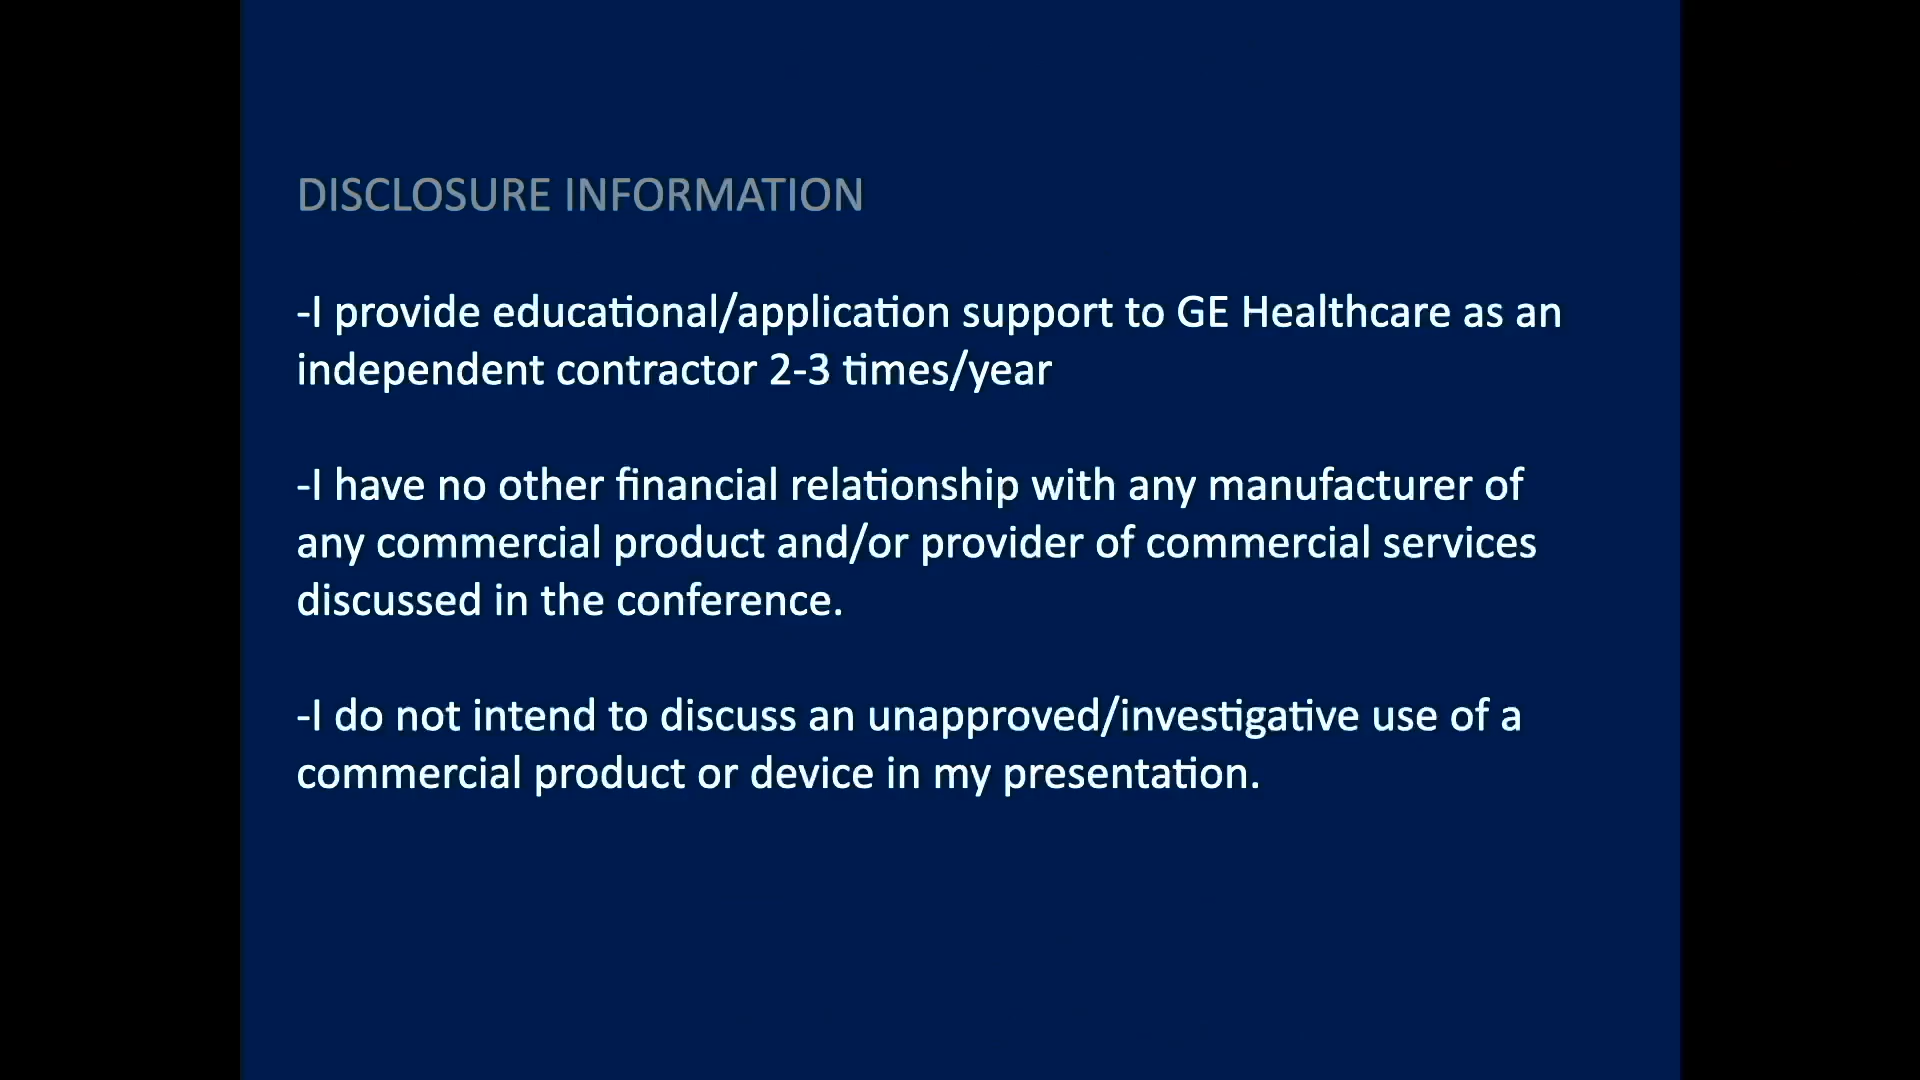 DISCLOSURE INFORMATION
-I provide educational/application support to GE Healthcare as an
independent contractor 2-3 times/year
-I have no other financial relationship with any manufacturer of
any commercial product and/or provider of commercial services
discussed in the conference.
-I do not intend to discuss an unapproved/investigative use of a
commercial product or device in my presentation.